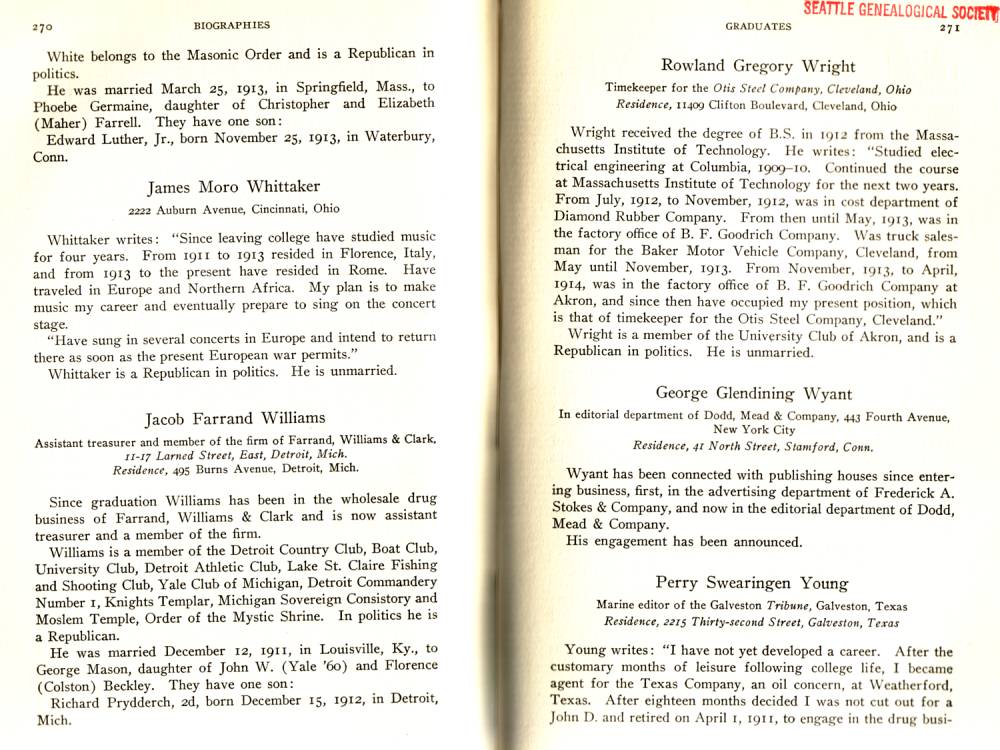 270
BIOGRAPHIES
White belongs to the Masonic Order and is a Republican in
politics.
He was married March 25, 1913, in Springfield, Mass., to
Phoebe Germaine, daughter of Christopher and Elizabeth
(Maher) Farrell. They have one son:
Edward Luther, Jr., born November 25, 1913, in Waterbury,
Conn.
James Moro Whittaker
2222 Auburn Avenue, Cincinnati, Ohio
Whittaker writes: “Since leaving college have studied music
for four years. From 1911 to 1913 resided in Florence, Italy,
and from 1913 to the present have resided in Rome. Have
traveled in Europe and Northern Africa. My plan is to make
music my career and eventually prepare to sing on the concert
stage.
“Have sung in several concerts in Europe and intend to return
there as soon as the present European war permits.”
Whittaker is a Republican in politics. He is unmarried.
Jacob Farrand Williams
Assistant treasurer and member of the firm of Farrand, Williams & Clark,
11-17 Larned Street, East, Detroit, Mich.
Residence, 495 Burns Avenue, Detroit, Mich.
Since graduation Williams has been in the wholesale drug
business of Farrand, Williams & Clark and is now assistant
treasurer and a member of the firm.
Williams is a member of the Detroit Country Club, Boat Club,
University Club, Detroit Athletic Club, Lake St. Claire Fishing
and Shooting Club, Yale Club of Michigan, Detroit Commandery
Number 1, Knights Templar, Michigan Sovereign Consistory and
Moslem Temple, Order of the Mystic Shrine. In politics he is
a Republican.
He was married December 12, 1911, in Louisville, Ky., to
George Mason, daughter of John W. (Yale ’60) and Florence
(Colston) Beckley. They have one son:
Richard Prydderch, 2d, born December 15, 1912, in Detroit,
Mich.
SEATTLE GENEALOGICAL SOCIETY
GRADUATES
271
Rowland Gregory Wright
Timekeeper for the Otis Steel Company, Cleveland, Ohio
Residence, 11409 Clifton Boulevard, Cleveland, Ohio
Wright received the degree of B.S. in 1912 from the Massa-
chusetts Institute of Technology. He writes: “Studied elec-
trical engineering at Columbia, 1909–10. Continued the course
at Massachusetts Institute of Technology for the next two years.
From July, 1912, to November, 1912, was in cost department of
Diamond Rubber Company. From then until May, 1913, was in
the factory office of B. F. Goodrich Company. Was truck sales-
man for the Baker Motor Vehicle Company, Cleveland, from
May until November, 1913. From November, 1913, to April,
1914, was in the factory office of B. F. Goodrich Company at
Akron, and since then have occupied my present position, which
is that of timekeeper for the Otis Steel Company, Cleveland.”
Wright is a member of the University Club of Akron, and is a
Republican in politics. He is unmarried.
George Glendining Wyant
In editorial department of Dodd, Mead & Company, 443 Fourth Avenue,
New York City
Residence, 41 North Street, Stamford, Conn.
Wyant has been connected with publishing houses since enter-
ing business, first, in the advertising department of Frederick A.
Stokes & Company, and now in the editorial department of Dodd,
Mead & Company.
His engagement has been announced.
Perry Swearingen Young
Marine editor of the Galveston Tribune, Galveston, Texas
Residence, 2215 Thirty-second Street, Galveston, Texas
Young writes: “I have not yet developed a career. After the
customary months of leisure following college life, I became
agent for the Texas Company, an oil concern, at Weatherford,
Texas. After eighteen months decided I was not cut out for a
John D. and retired on April 1, 1911, to engage in the drug busi-